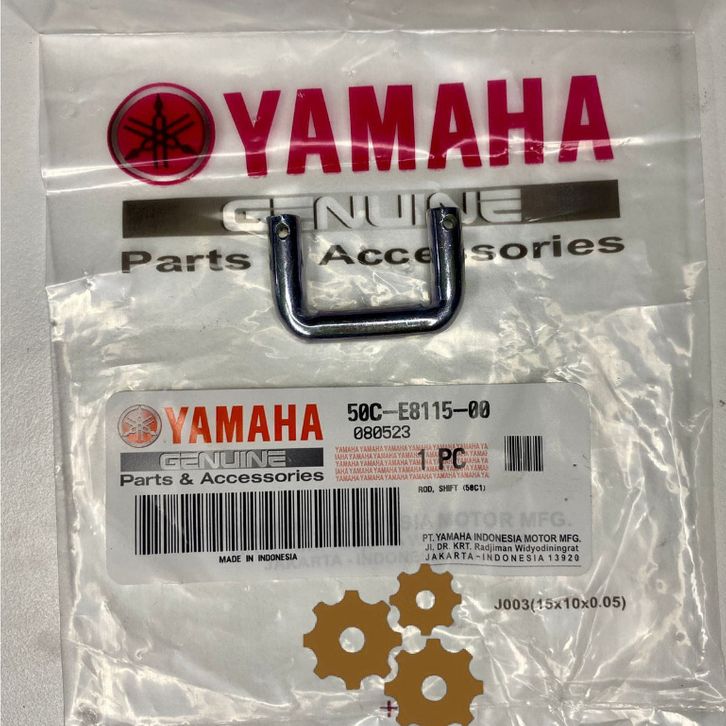 YAMAHA
GENUINE
Parts & Accessories
YAMAHA 50C-E8115-00
080523
GENUINE
Parts & Accessories
1 PC
ROD, SHIFT (50C1)
MADE IN INDONESIA
PT. YAMAHA INDONESIA MOTOR MFG.
Jl. DR. KRT. Radjiman Widyodiningrat
JAKARTA-INDONESIA 13920
J003(15x10x0.05)